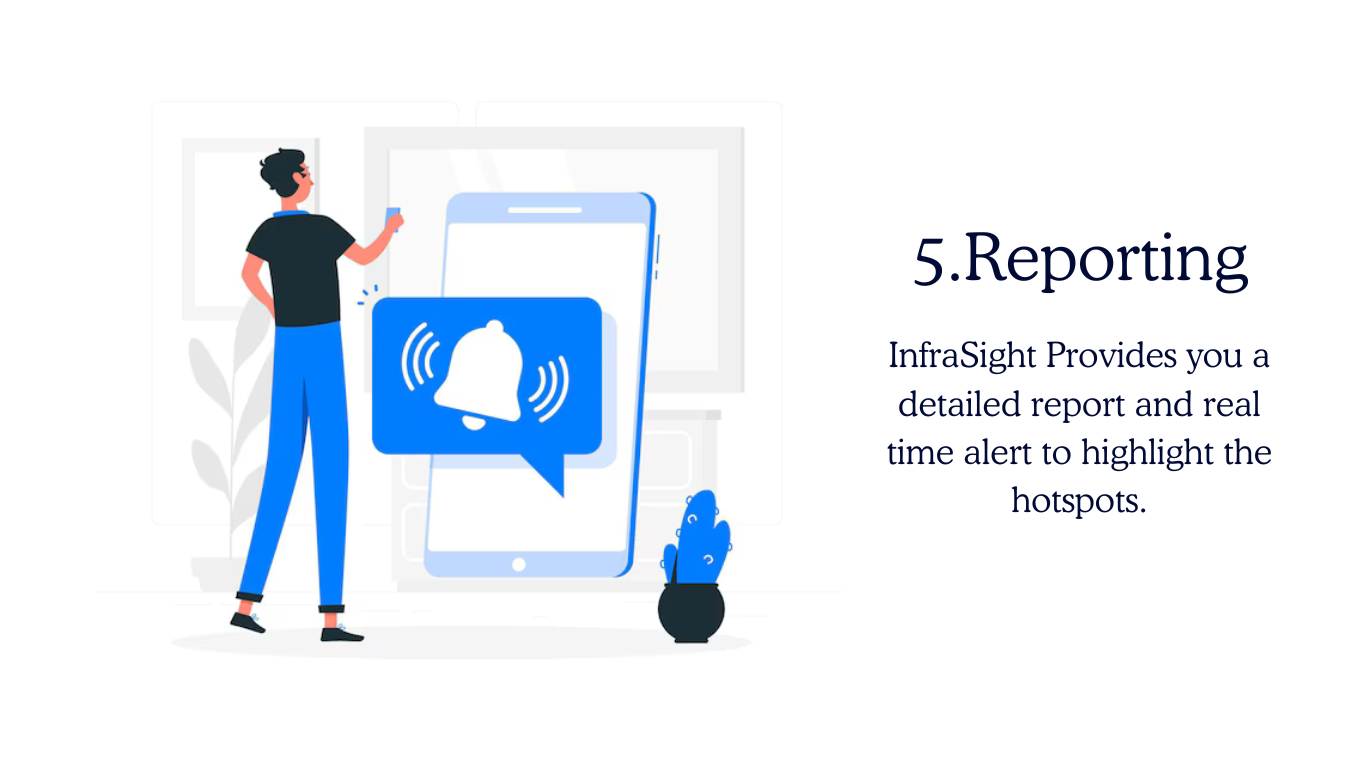 5.Reporting
InfraSight Provides you a
detailed report and real
time alert to highlight the
hotspots.